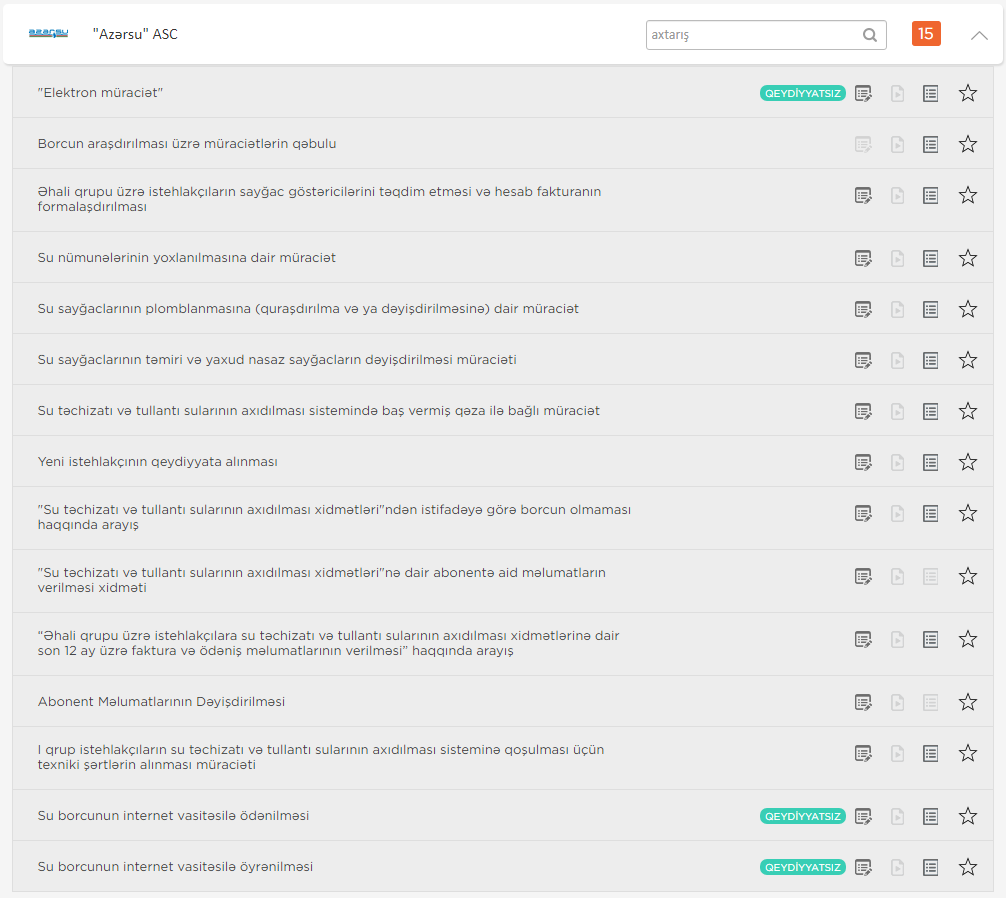 azərsu
"Azərsu" ASC
axtarış
15
"Elektron müraciət"
QEYDİYYATSIZ
Borcun araşdırılması üzrə müraciətlərin qəbulu
Əhali qrupu üzrə istehlakçıların sayğac göstəricilərini təqdim etməsi və hesab fakturanın
formalaşdırılması
Su nümunələrinin yoxlanılmasına dair müraciət
Su sayğaclarının plomblanmasına (quraşdırılma və ya dəyişdirilməsinə) dair müraciət
Su sayğaclarının təmiri və yaxud nasaz sayğacların dəyişdirilməsi müraciəti
Su təchizatı və tullantı sularının axıdılması sistemində baş vermiş qəza ilə bağlı müraciət
Yeni istehlakçının qeydiyyata alınması
"Su təchizatı və tullantı sularının axıdılması xidmətləri"ndən istifadəyə görə borcun olmaması
haqqında arayış
"Su təchizatı və tullantı sularının axıdılması xidmətləri"nə dair abonentə aid məlumatların
verilməsi xidməti
“Əhali qrupu üzrə istehlakçılara su təchizatı və tullantı sularının axıdılması xidmətlərinə dair
son 12 ay üzrə faktura və ödəniş məlumatlarının verilməsi” haqqında arayış
Abonent Məlumatlarının Dəyişdirilməsi
I qrup istehlakçıların su təchizatı və tullantı sularının axıdılması sisteminə qoşulması üçün
texniki şərtlərin alınması müraciəti
Su borcunun internet vasitəsilə ödənilməsi
QEYDİYYATSIZ
Su borcunun internet vasitəsilə öyrənilməsi
QEYDİYYATSIZ